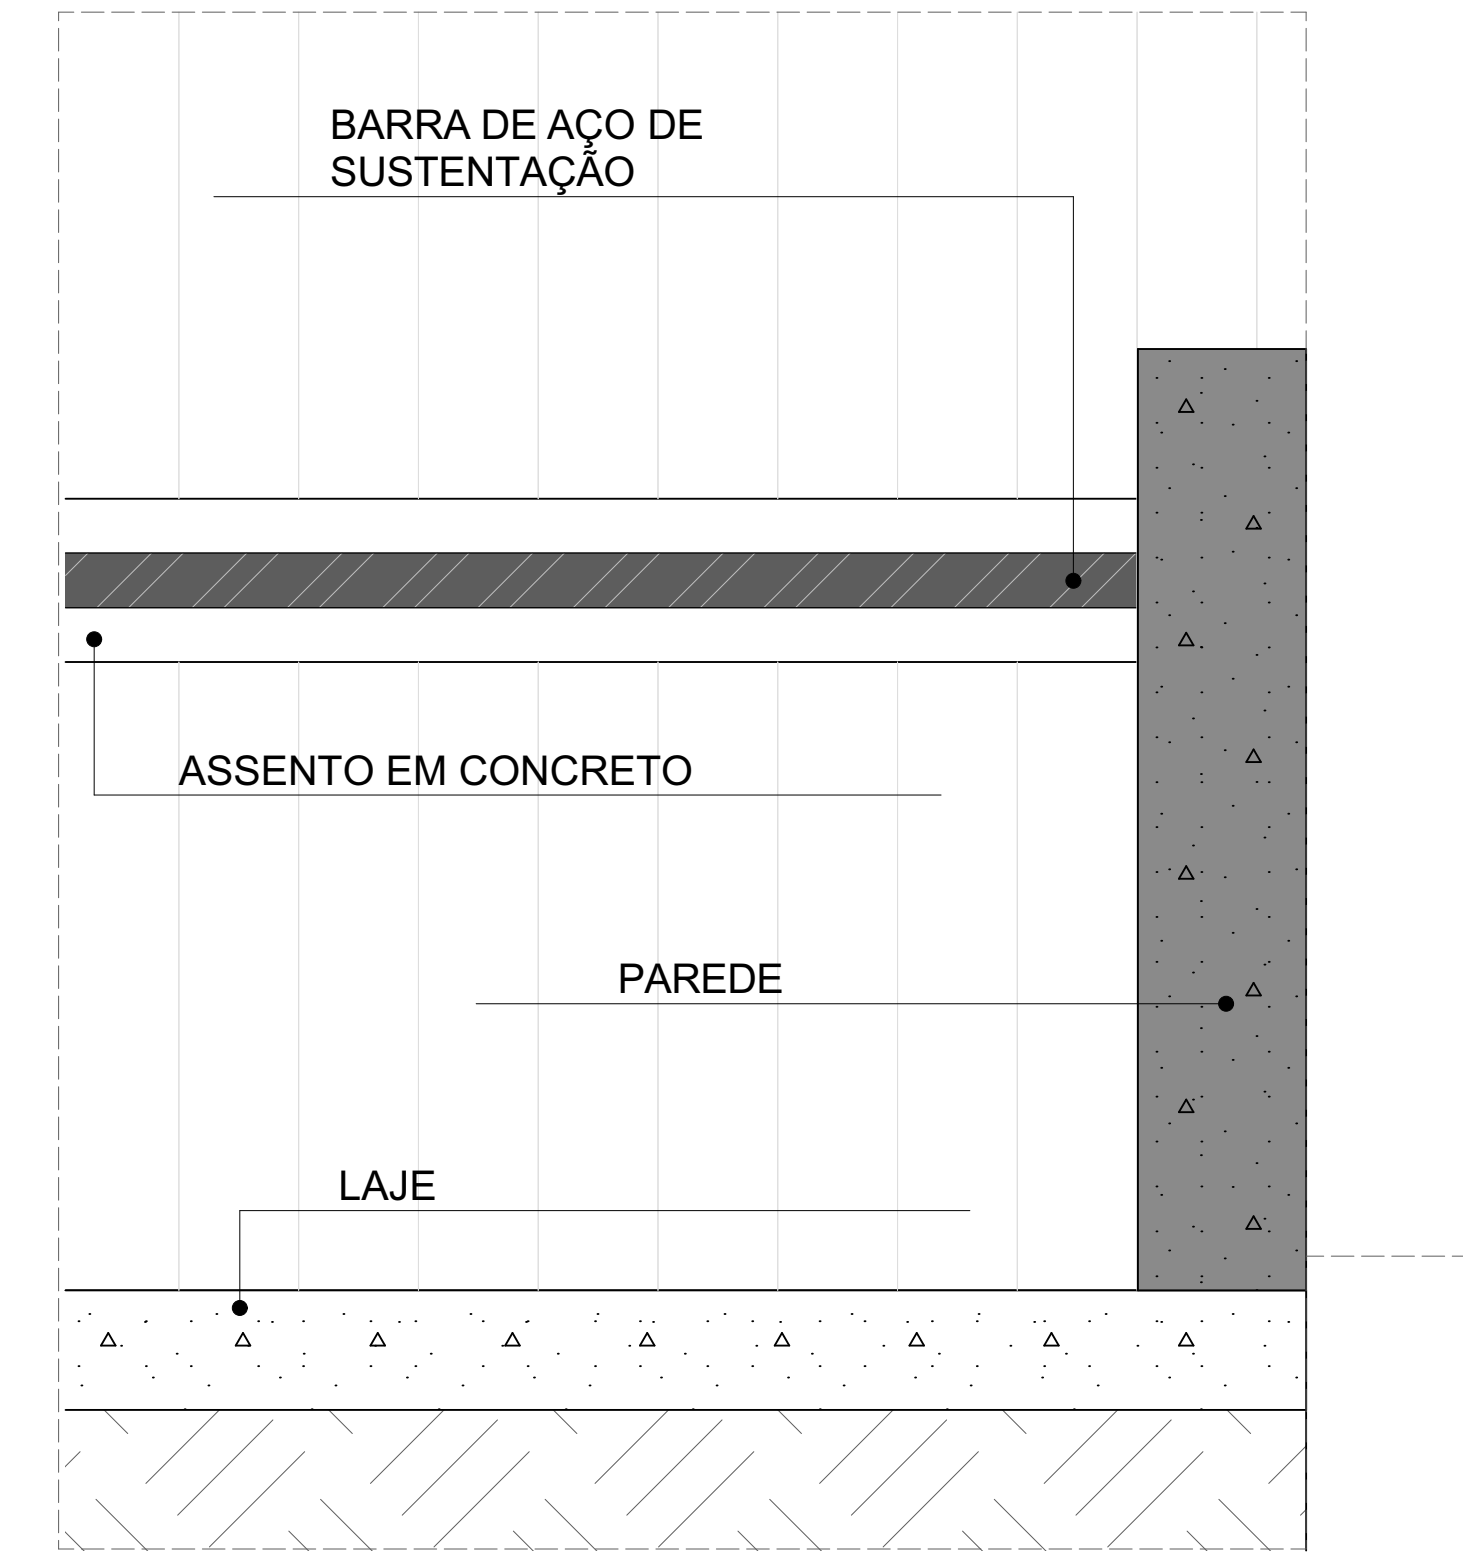 BARRA DE AÇO DE
SUSTENTAÇÃO
ASSENTO EM CONCRETO
PAREDE
LAJE